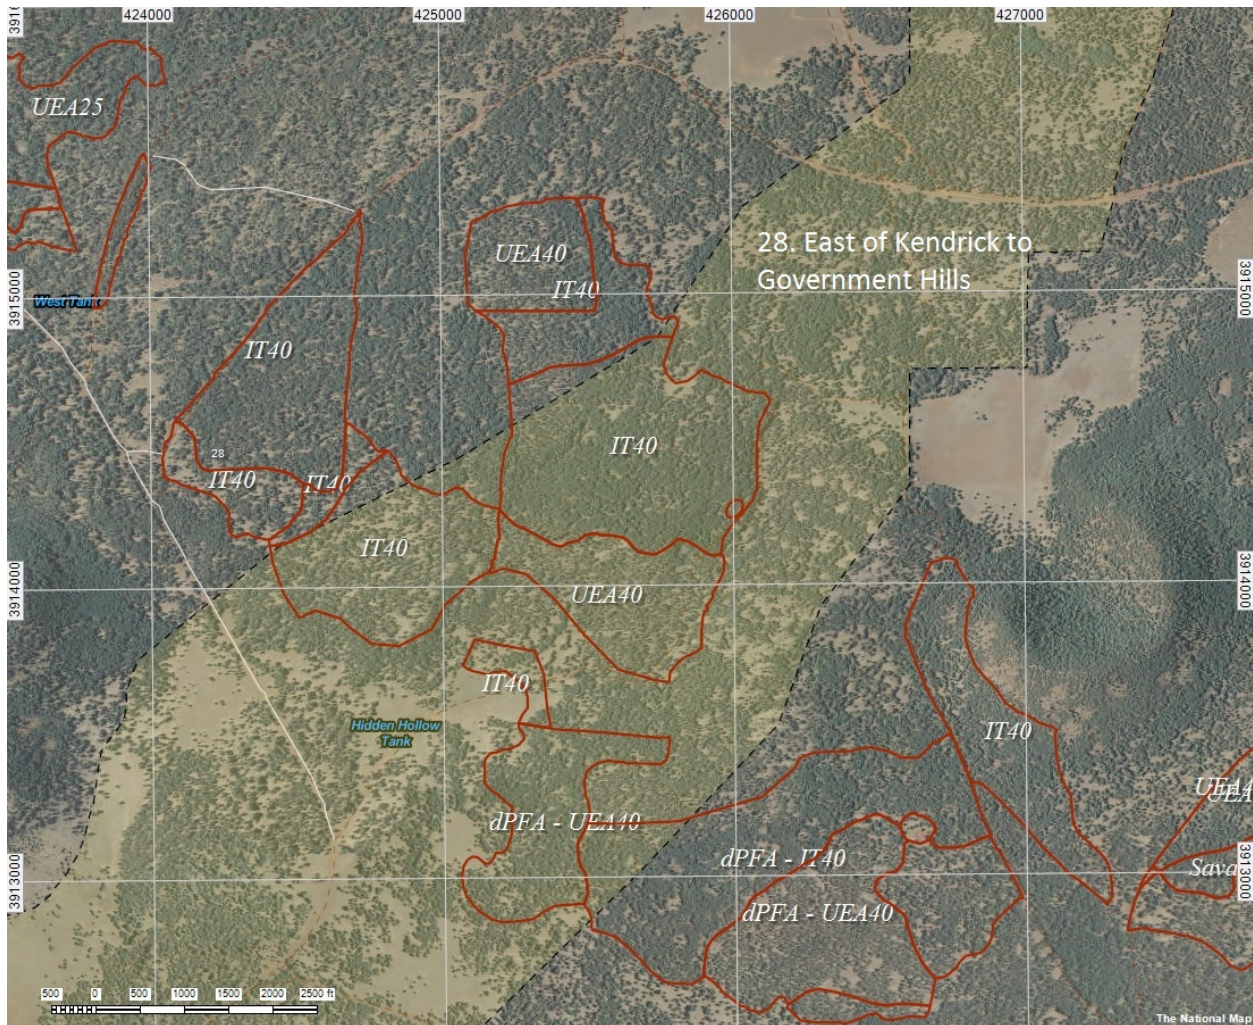 424000
425000
426000
427000
UEA25
UEA40
28. East of Kendrick to
Government Hills
3915000
West Tank
IT40
3915000
IT40
IT40
28
IT40
IT40
IT40
3914000
UEA40
3914000
IT40
Hidden Hollow
Tank
IT40
dPFA - UEA40
dPFA - IT40
3913000
3913000
dPFA - UEA40
500 0 500 1000 1500 2000 2500 ft
The National Map